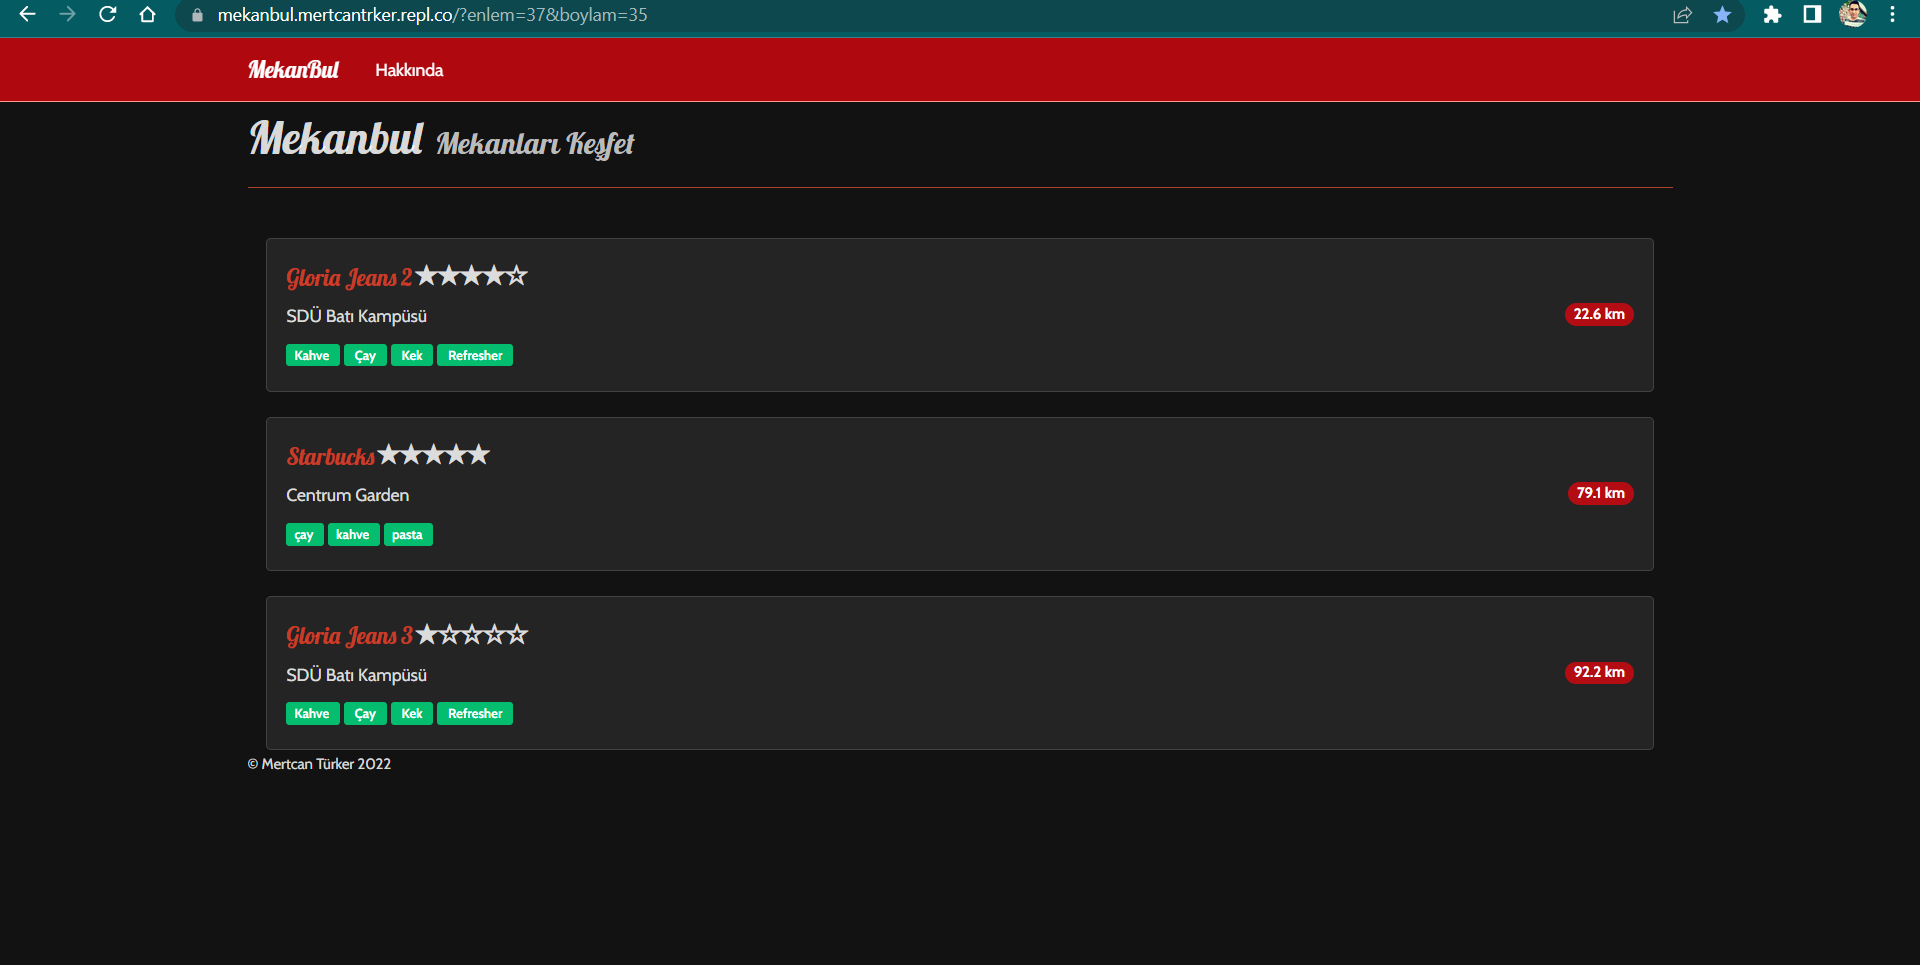 mekanbul.mertcantrker.repl.co/?enlem=37&boylam=35
MekanBul Hakkında
Mekanbul Mekanları Keşfet
Gloria Jeans 2 ★★★★☆
SDÜ Batı Kampüsü
22.6 km
Kahve Çay Kek Refresher
Starbucks ★★★★★
Centrum Garden
79.1 km
çay kahve pasta
Gloria Jeans 3 ★☆☆☆☆
SDÜ Batı Kampüsü
92.2 km
Kahve Çay Kek Refresher
© Mertcan Türker 2022